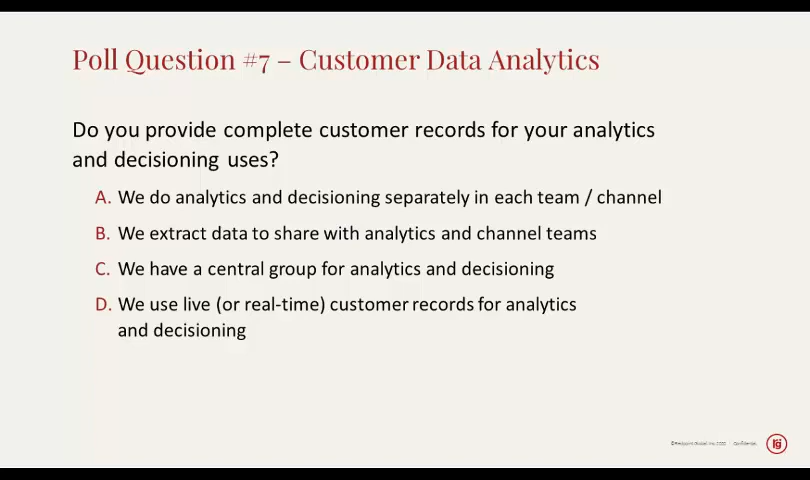 Poll Question #7 – Customer Data Analytics
Do you provide complete customer records for your analytics
and decisioning uses?
A. We do analytics and decisioning separately in each team / channel
B. We extract data to share with analytics and channel teams
C. We have a central group for analytics and decisioning
D. We use live (or real-time) customer records for analytics
and decisioning